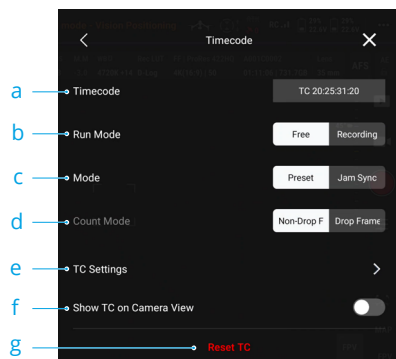 Timecode
a Timecode TC 20:25:31:20
b Run Mode Free Recording
c Mode Preset Jam Sync
d Count Mode Non-Drop F Drop Frame
e TC Settings
f Show TC on Camera View
g Reset TC